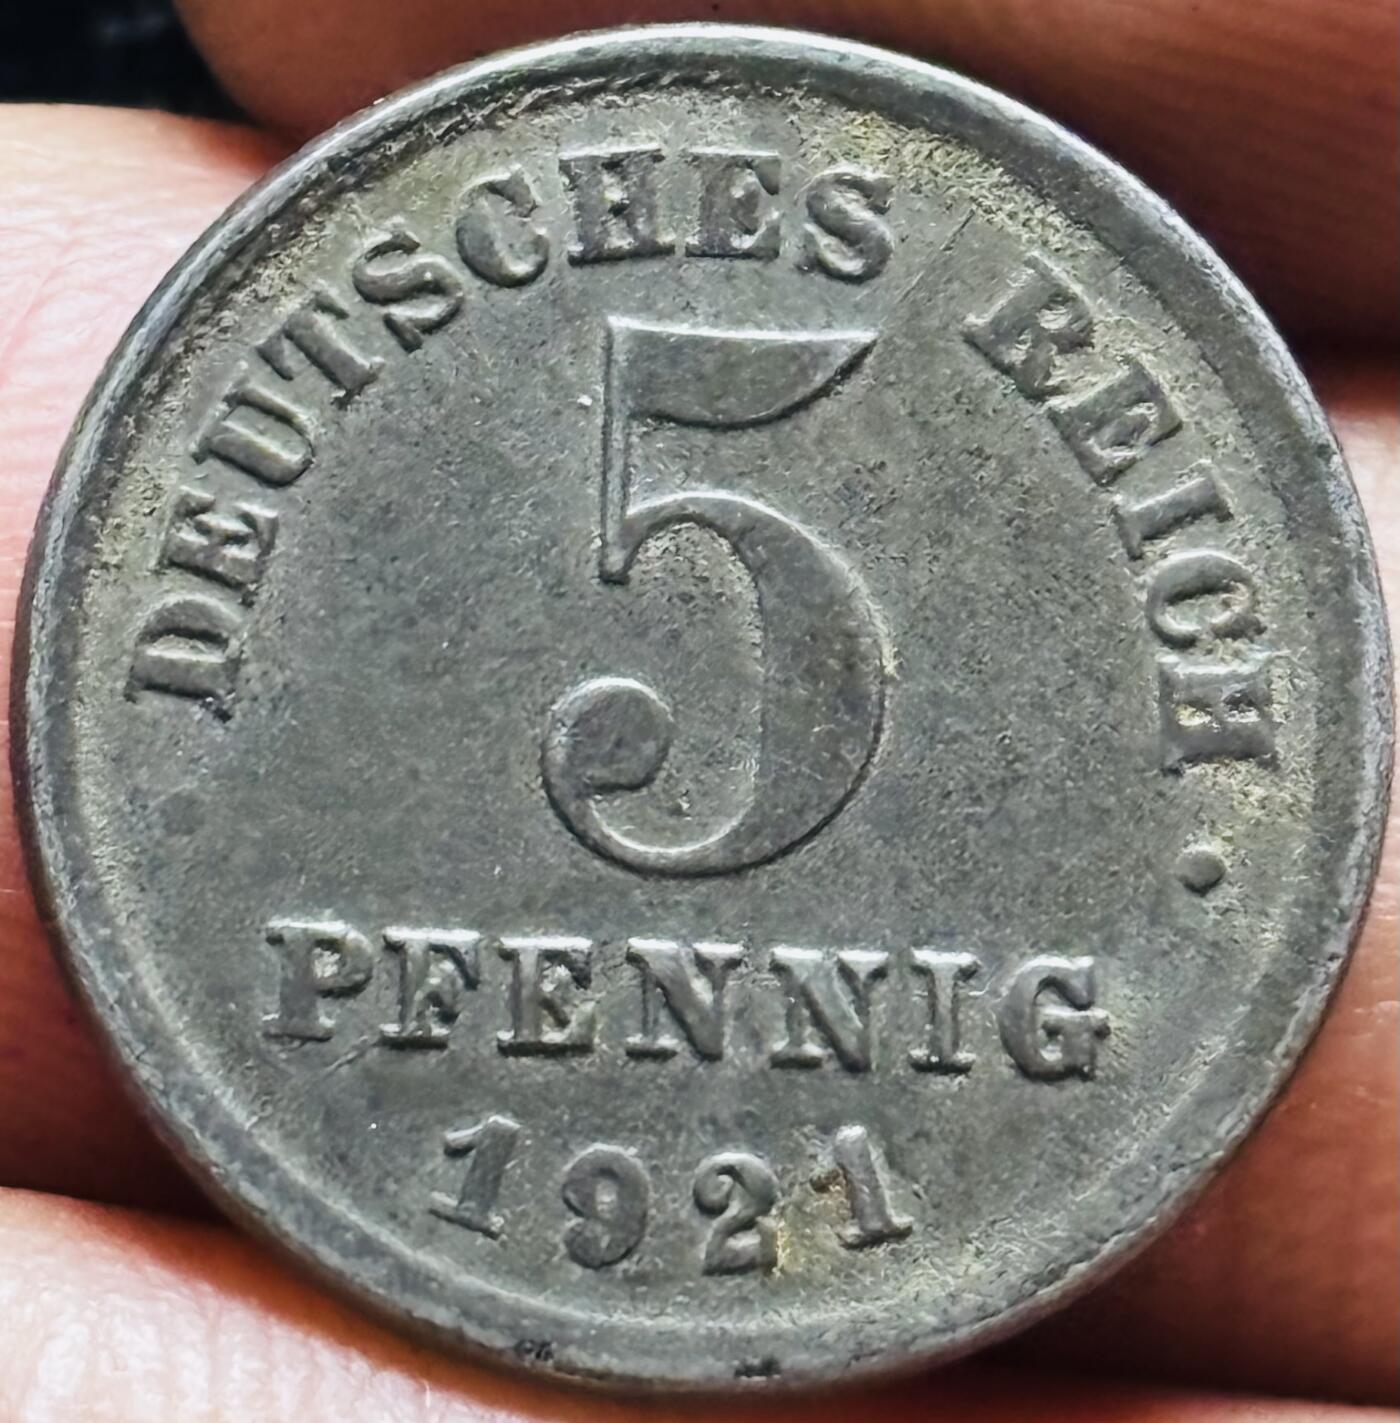 DEUTSCHES REICH.
5
PFENNIG
1921